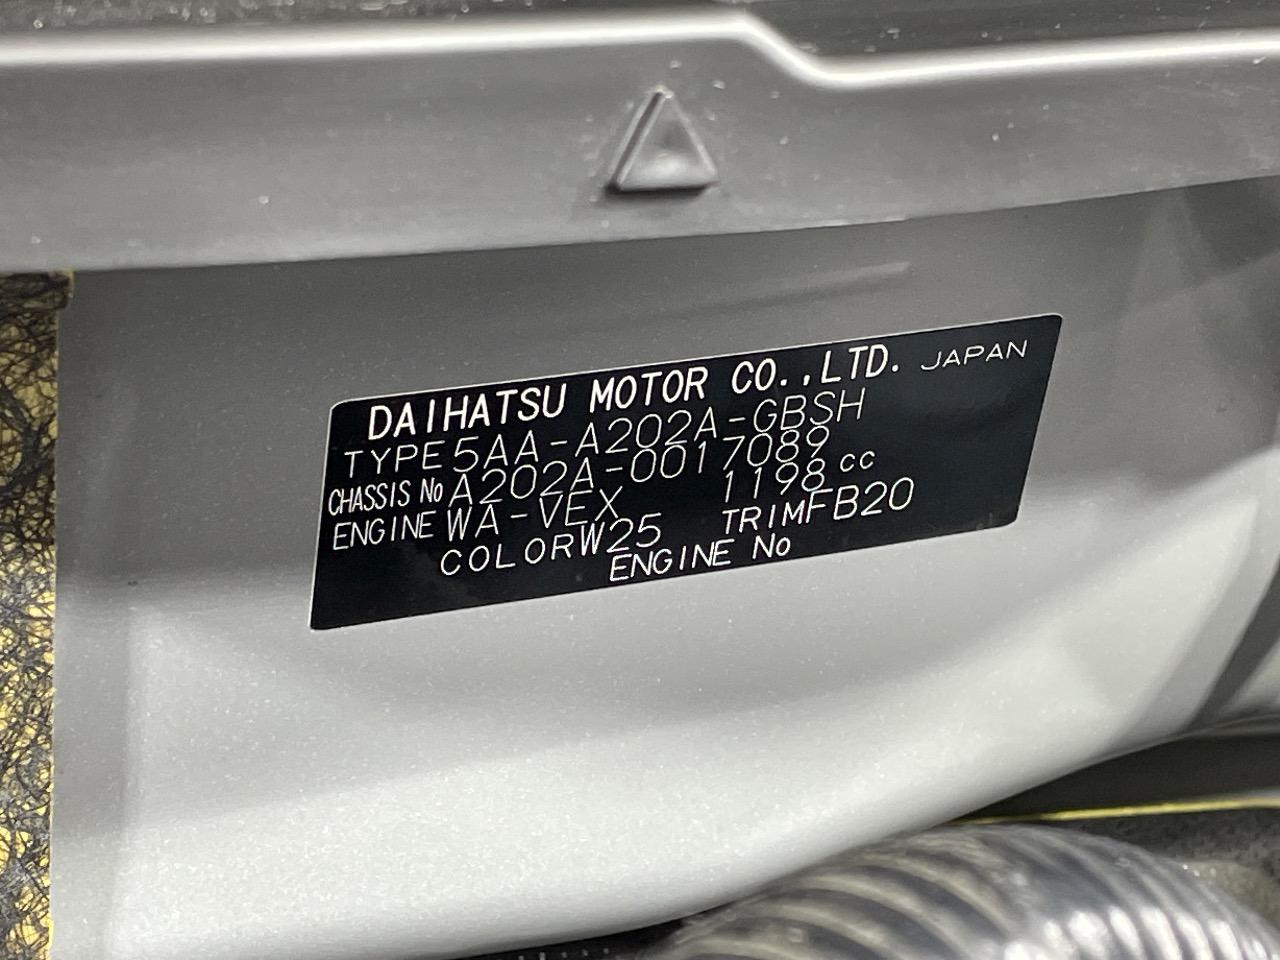 DAIHATSU MOTOR CO.,LTD. JAPAN
TYPE 5AA-A202A-GBSH
CHASSIS No A202A-0017089
ENGINE WA-VEX 1198 cc
COLOR W25 TRIM FB20
ENGINE No